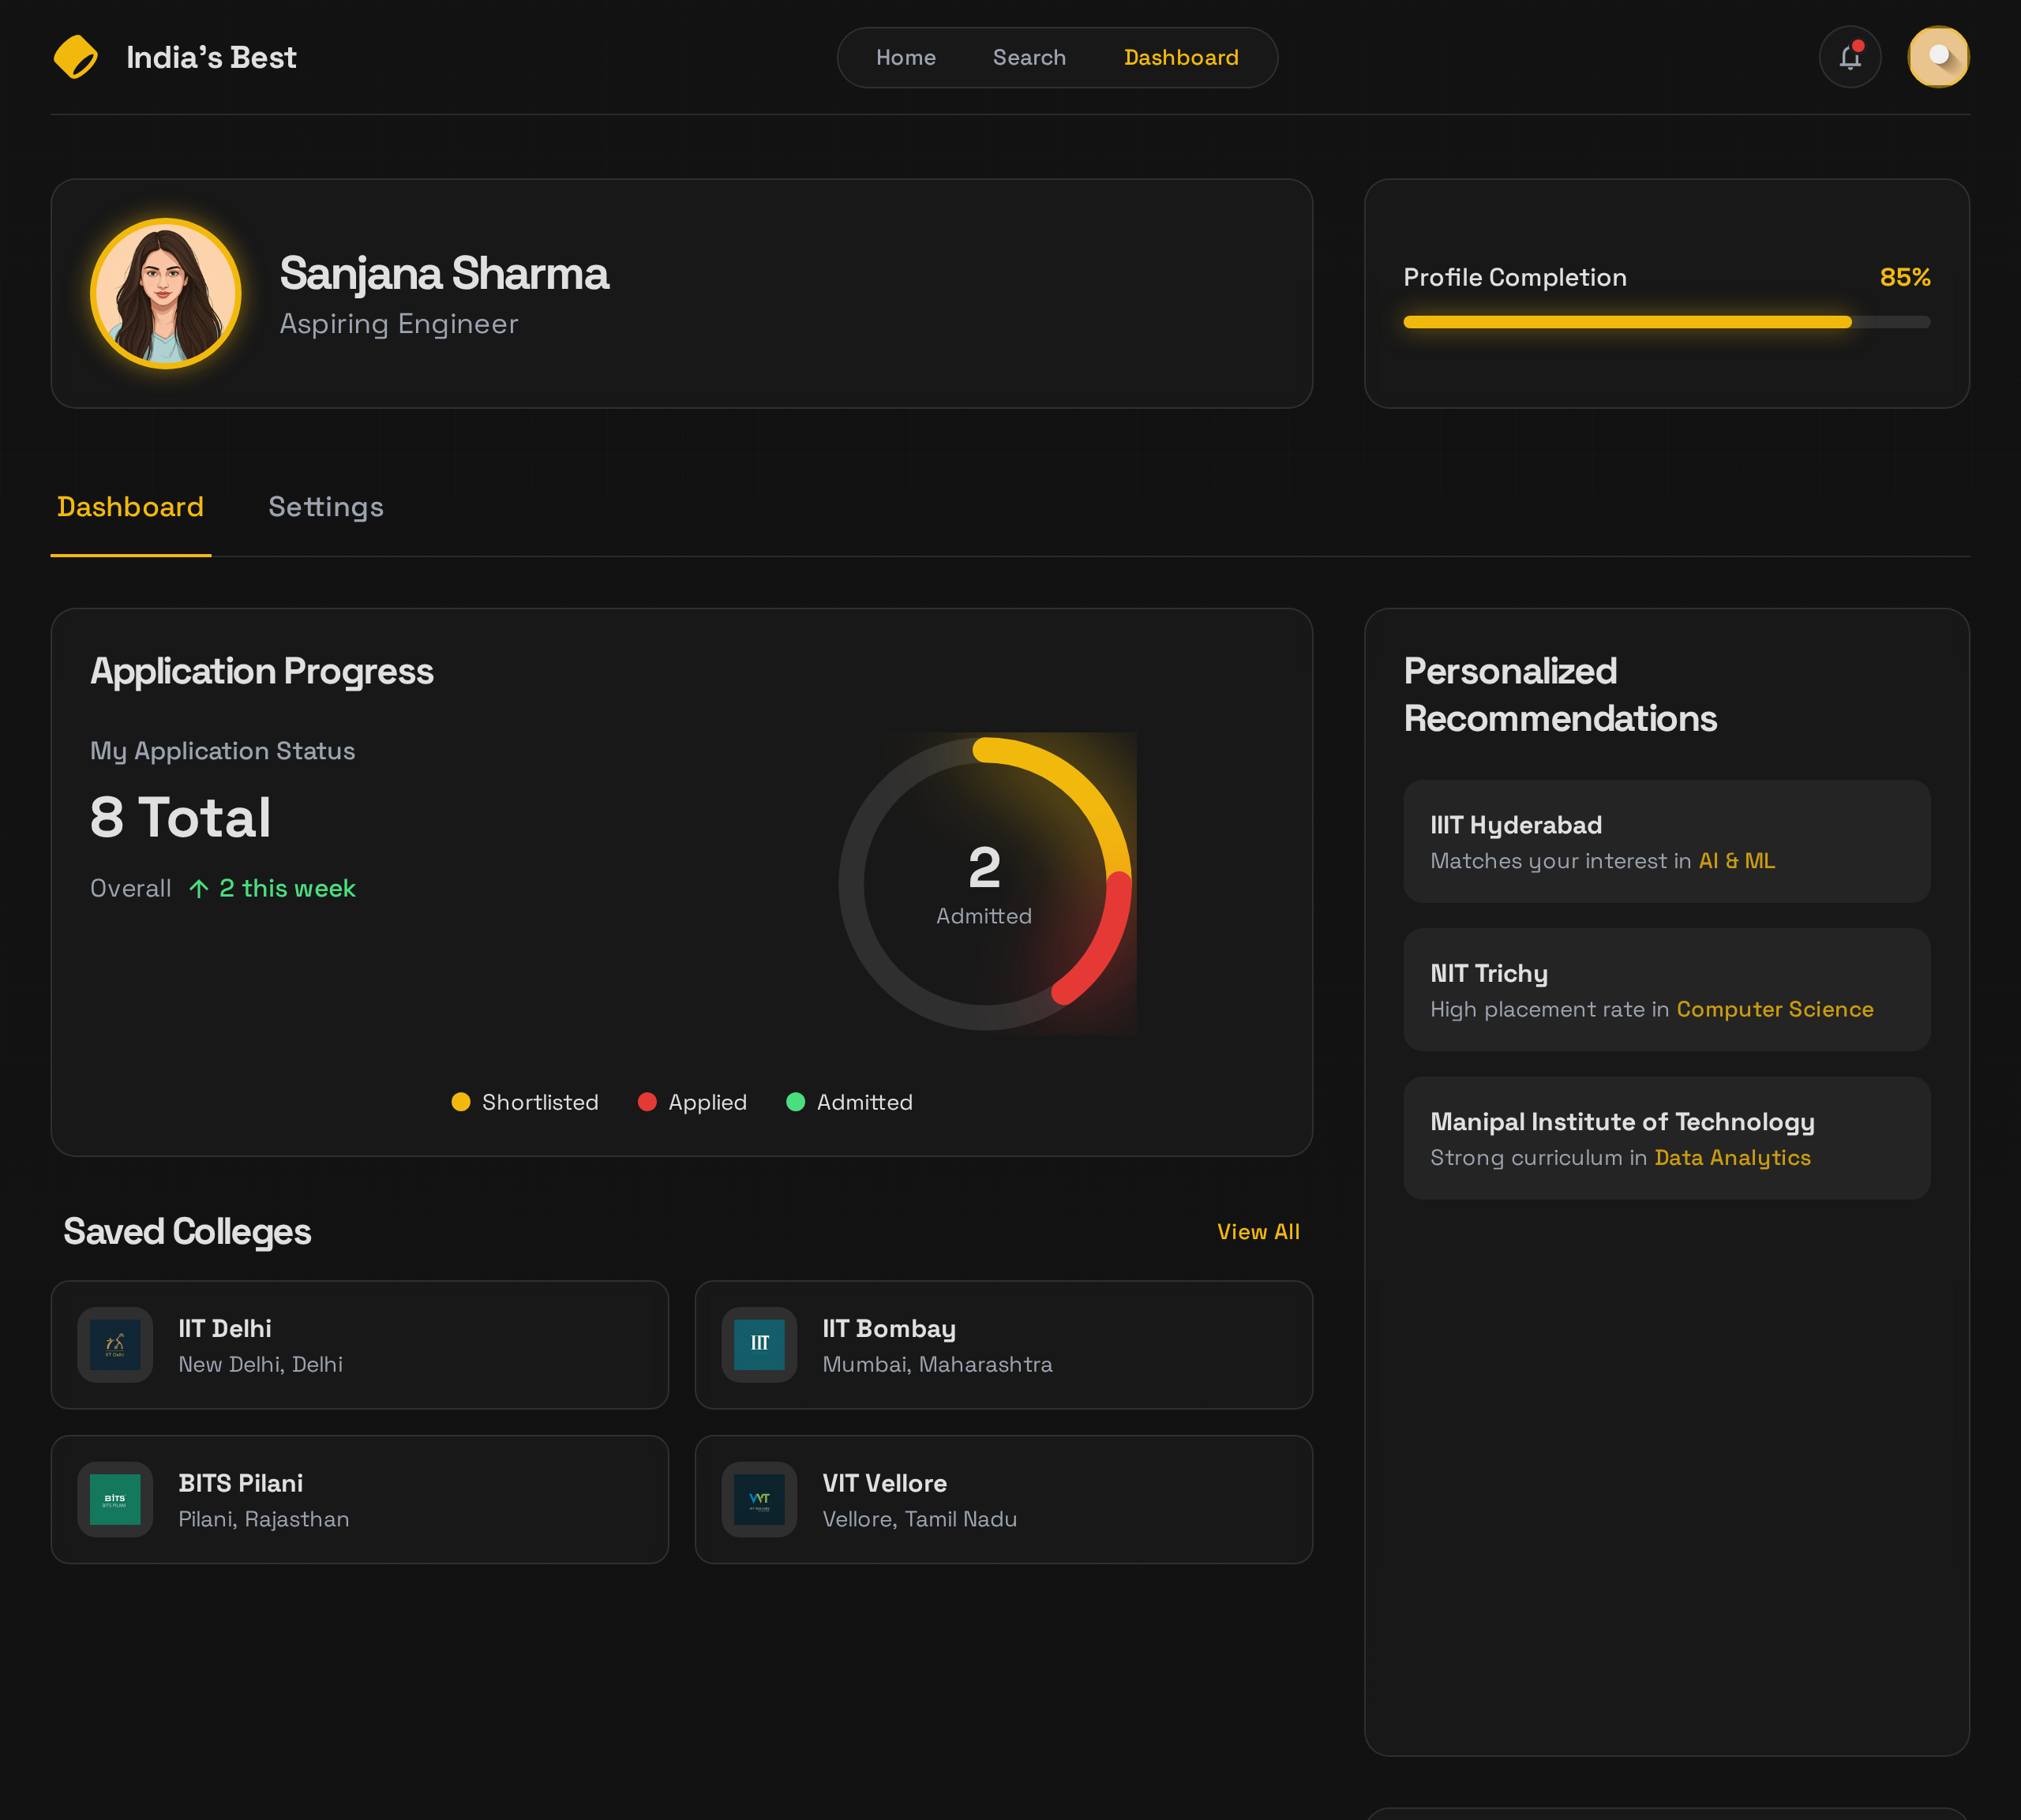 India's Best
Home
Search
Dashboard
Sanjana Sharma
Aspiring Engineer
Profile Completion
85%
Dashboard
Settings
Application Progress
My Application Status
8 Total
Overall ↑ 2 this week
2
Admitted
Shortlisted
Applied
Admitted
Personalized
Recommendations
IIIT Hyderabad
Matches your interest in AI & ML
NIT Trichy
High placement rate in Computer Science
Manipal Institute of Technology
Strong curriculum in Data Analytics
Saved Colleges
View All
IIT Delhi
New Delhi, Delhi
IIT
IIT Bombay
Mumbai, Maharashtra
BITS
BITS PILANI
BITS Pilani
Pilani, Rajasthan
VIT Vellore
Vellore, Tamil Nadu